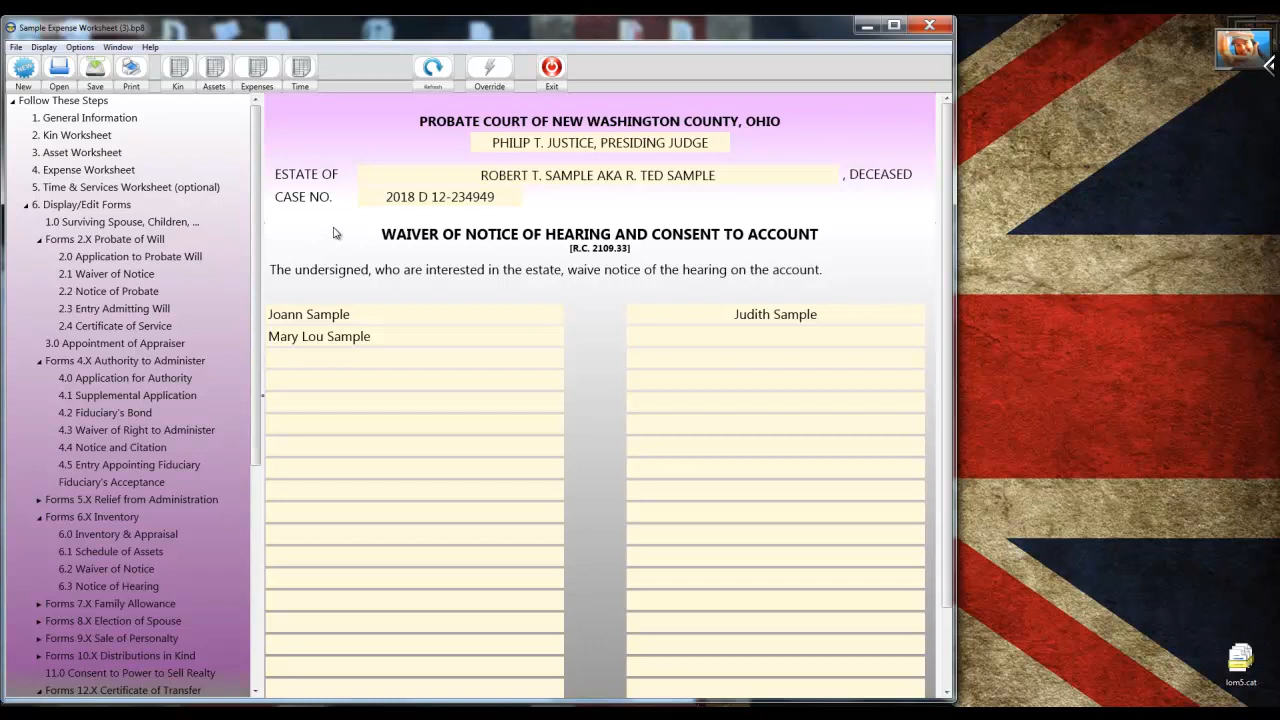 Sample Expense Worksheet (3).bp8
File Display Options Window Help
NEW
New Open Save Print Kin Assets Expenses Time Refresh Override Exit
Follow These Steps
1. General Information
2. Kin Worksheet
3. Asset Worksheet
4. Expense Worksheet
5. Time & Services Worksheet (optional)
6. Display/Edit Forms
1.0 Surviving Spouse, Children, ...
Forms 2.X Probate of Will
2.0 Application to Probate Will
2.1 Waiver of Notice
2.2 Notice of Probate
2.3 Entry Admitting Will
2.4 Certificate of Service
3.0 Appointment of Appraiser
Forms 4.X Authority to Administer
4.0 Application for Authority
4.1 Supplemental Application
4.2 Fiduciary's Bond
4.3 Waiver of Right to Administer
4.4 Notice and Citation
4.5 Entry Appointing Fiduciary
Fiduciary's Acceptance
Forms 5.X Relief from Administration
Forms 6.X Inventory
6.0 Inventory & Appraisal
6.1 Schedule of Assets
6.2 Waiver of Notice
6.3 Notice of Hearing
Forms 7.X Family Allowance
Forms 8.X Election of Spouse
Forms 9.X Sale of Personalty
Forms 10.X Distributions in Kind
11.0 Consent to Power to Sell Realty
Forms 12.X Certificate of Transfer
PROBATE COURT OF NEW WASHINGTON COUNTY, OHIO
PHILIP T. JUSTICE, PRESIDING JUDGE
ESTATE OF ROBERT T. SAMPLE AKA R. TED SAMPLE , DECEASED
CASE NO. 2018 D 12-234949
WAIVER OF NOTICE OF HEARING AND CONSENT TO ACCOUNT
[R.C. 2109.33]
The undersigned, who are interested in the estate, waive notice of the hearing on the account.
Joann Sample Judith Sample
Mary Lou Sample
lom5.cat